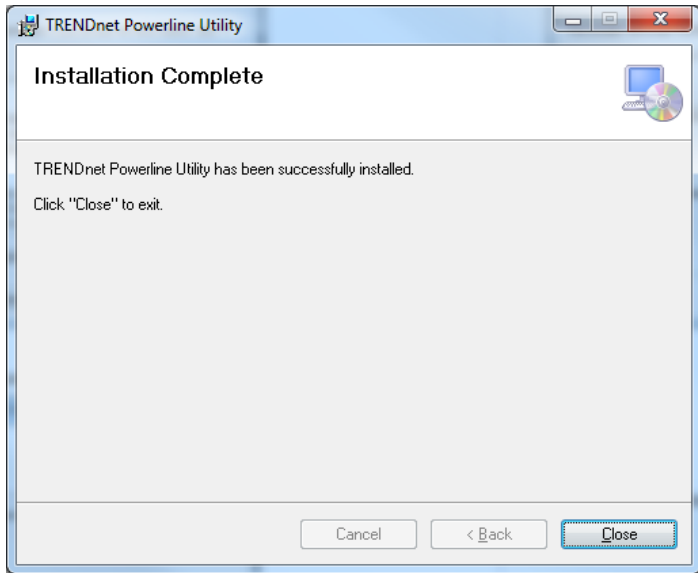 TRENDnet Powerline Utility
Installation Complete
TRENDnet Powerline Utility has been successfully installed.
Click "Close" to exit.
Cancel
< Back
Close